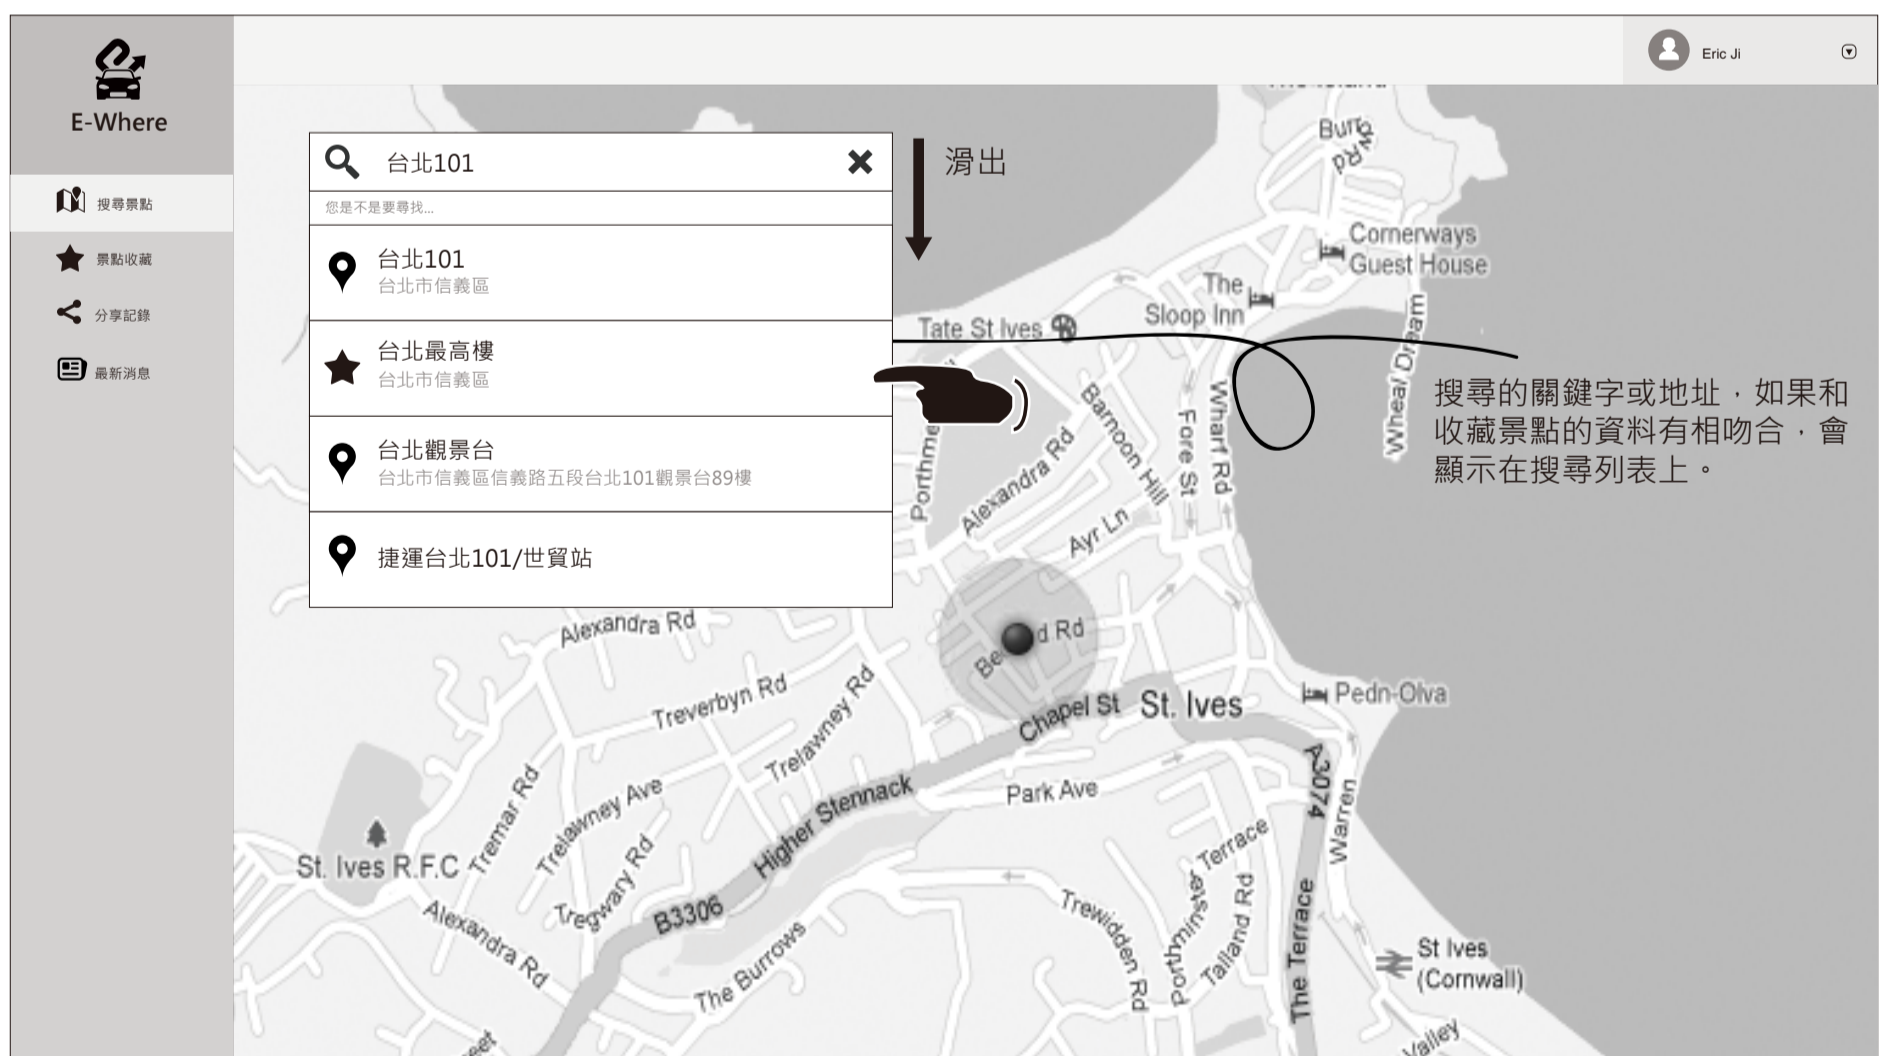 E-Where
Eric Ji
搜尋景點
景點收藏
分享記錄
最新消息
台北101
您是不是要尋找...
台北101
台北市信義區
台北最高樓
台北市信義區
台北觀景台
台北市信義區信義路五段台北101觀景台89樓
捷運台北101/世貿站
滑出
搜尋的關鍵字或地址，如果和
收藏景點的資料有相吻合，會
顯示在搜尋列表上。
Cornerways
Guest House
The
Sloop Inn
Tate St Ives
Wheal Dream
Barnoon Hill
Fore St
Wharf Rd
Alexandra Rd
Ayr Ln
Alexandra Rd
Treverbyn Rd
Trelawney Rd
Chapel St
St. Ives
Pedn-Olva
Tremar Rd
Trelawney Ave
Higher Stennack
Park Ave
A3074
Warren
St. Ives R.F.C
Tregwary Rd
Terrace
B3306
Alexandra Rd
The Burrows
Trewidden Rd
Porthminster
Talland Rd
The Terrace
St Ives
(Cornwall)
Valley